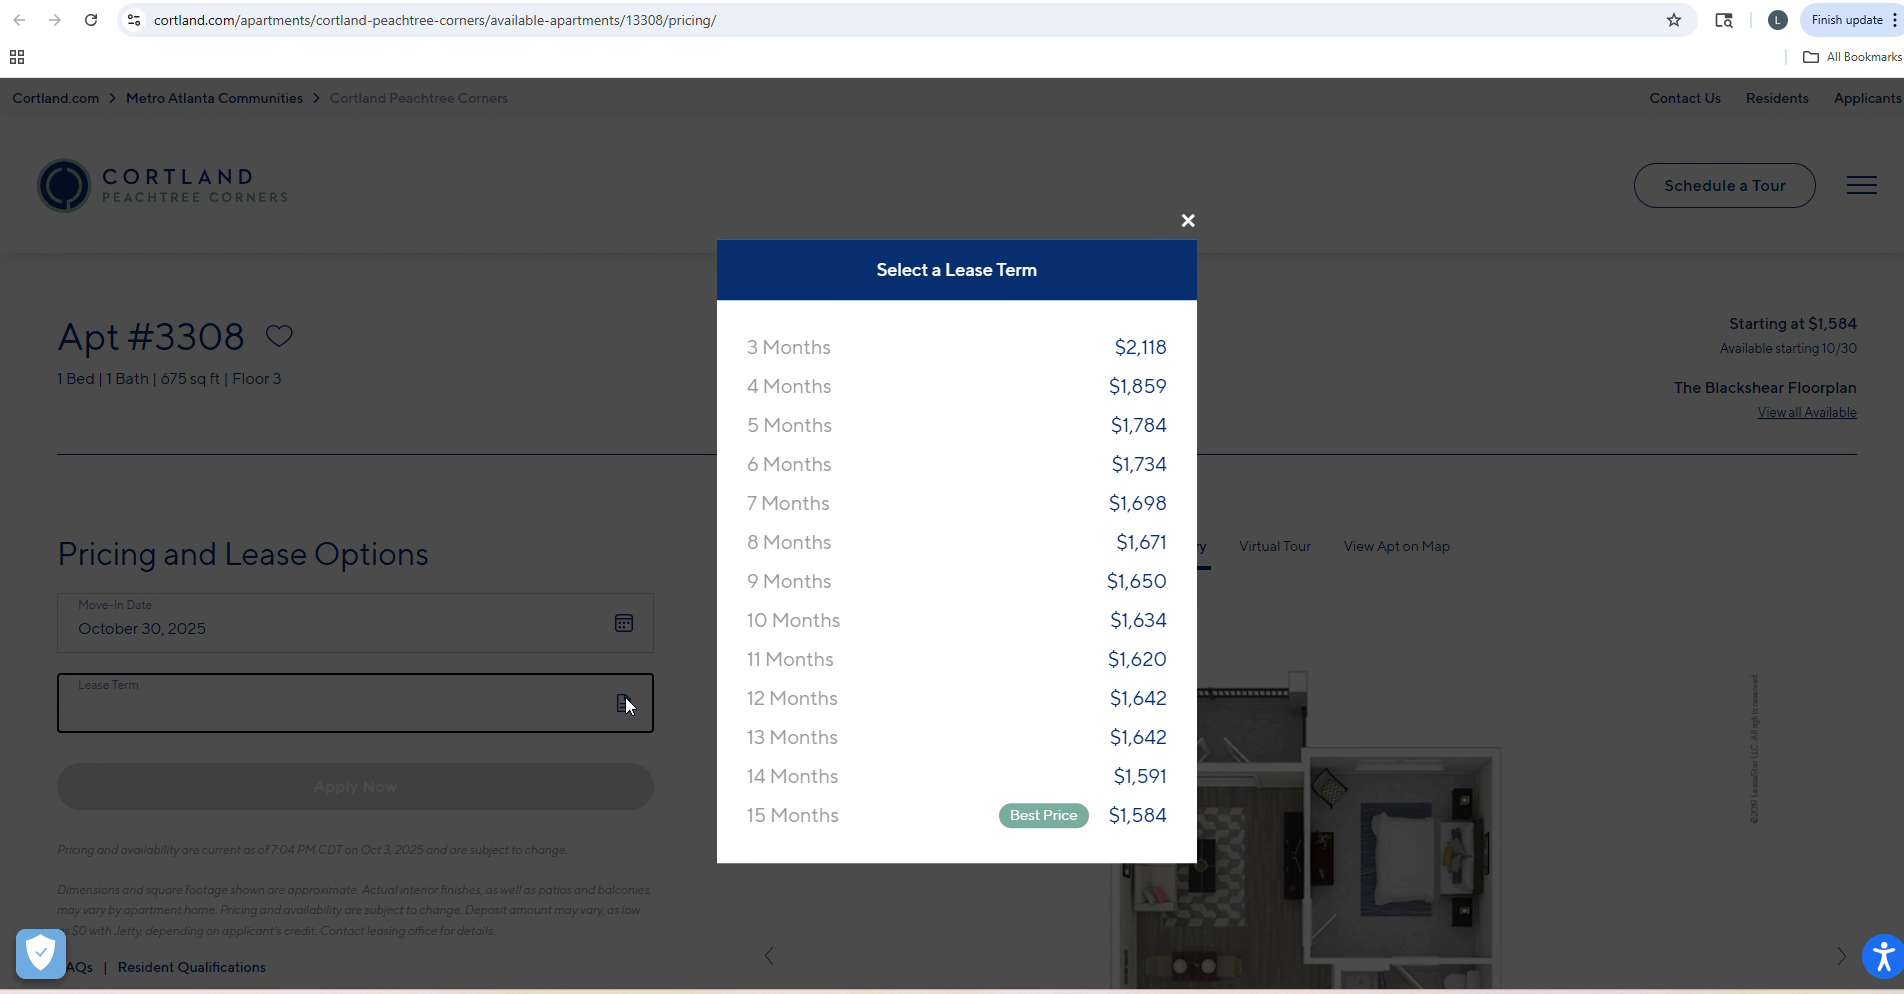 cortland.com/apartments/cortland-peachtree-corners/available-apartments/13308/pricing/
L
Finish update
All Bookmarks
Cortland.com > Metro Atlanta Communities > Cortland Peachtree Corners
Contact Us Residents Applicants
CORTLAND
PEACHTREE CORNERS
Schedule a Tour
Select a Lease Term
3 Months $2,118
4 Months $1,859
5 Months $1,784
6 Months $1,734
7 Months $1,698
8 Months $1,671
9 Months $1,650
10 Months $1,634
11 Months $1,620
12 Months $1,642
13 Months $1,642
14 Months $1,591
15 Months Best Price $1,584
Apt #3308
1 Bed | 1 Bath | 675 sq ft | Floor 3
Starting at $1,584
Available starting 10/30
The Blackshear Floorplan
View all Available
Pricing and Lease Options
Move-In Date
October 30, 2025
Lease Term
Apply Now
Pricing and availability are current as of 7:04 PM CDT on Oct 3, 2025 and are subject to change.
Dimensions and square footage shown are approximate. Actual interior finishes, as well as patios and balconies,
may vary by apartment home. Pricing and availability are subject to change. Deposit amount may vary, as low
as $0 with Jetty, depending on applicant's credit. Contact leasing office for details.
AQs | Resident Qualifications
ry Virtual Tour View Apt on Map
©2019 LeaseStar LLC. All rights reserved.